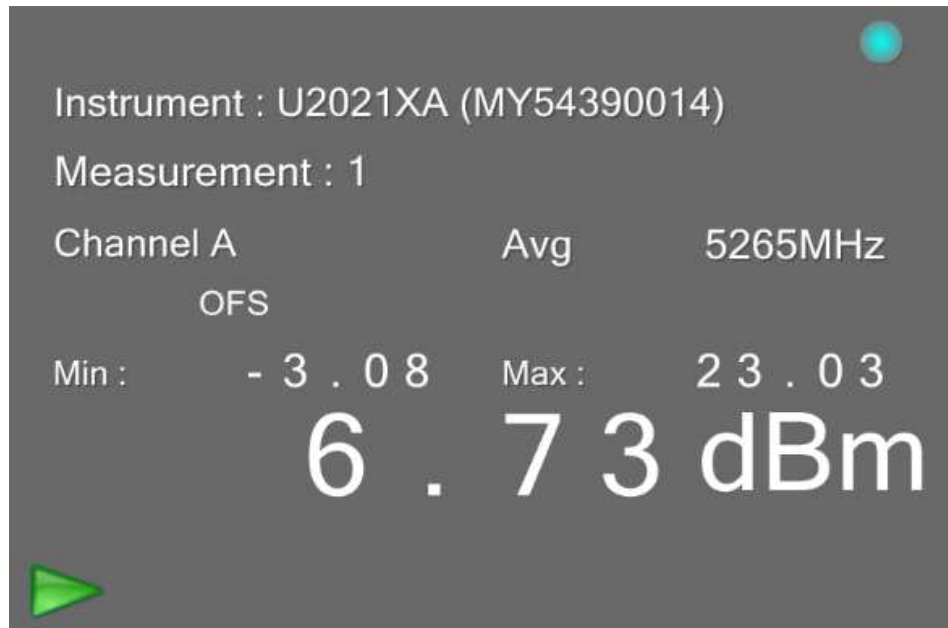 Instrument : U2021XA (MY54390014)
Measurement : 1
Channel A Avg 5265MHz
OFS
Min : -3.08 Max : 23.03
6.73 dBm